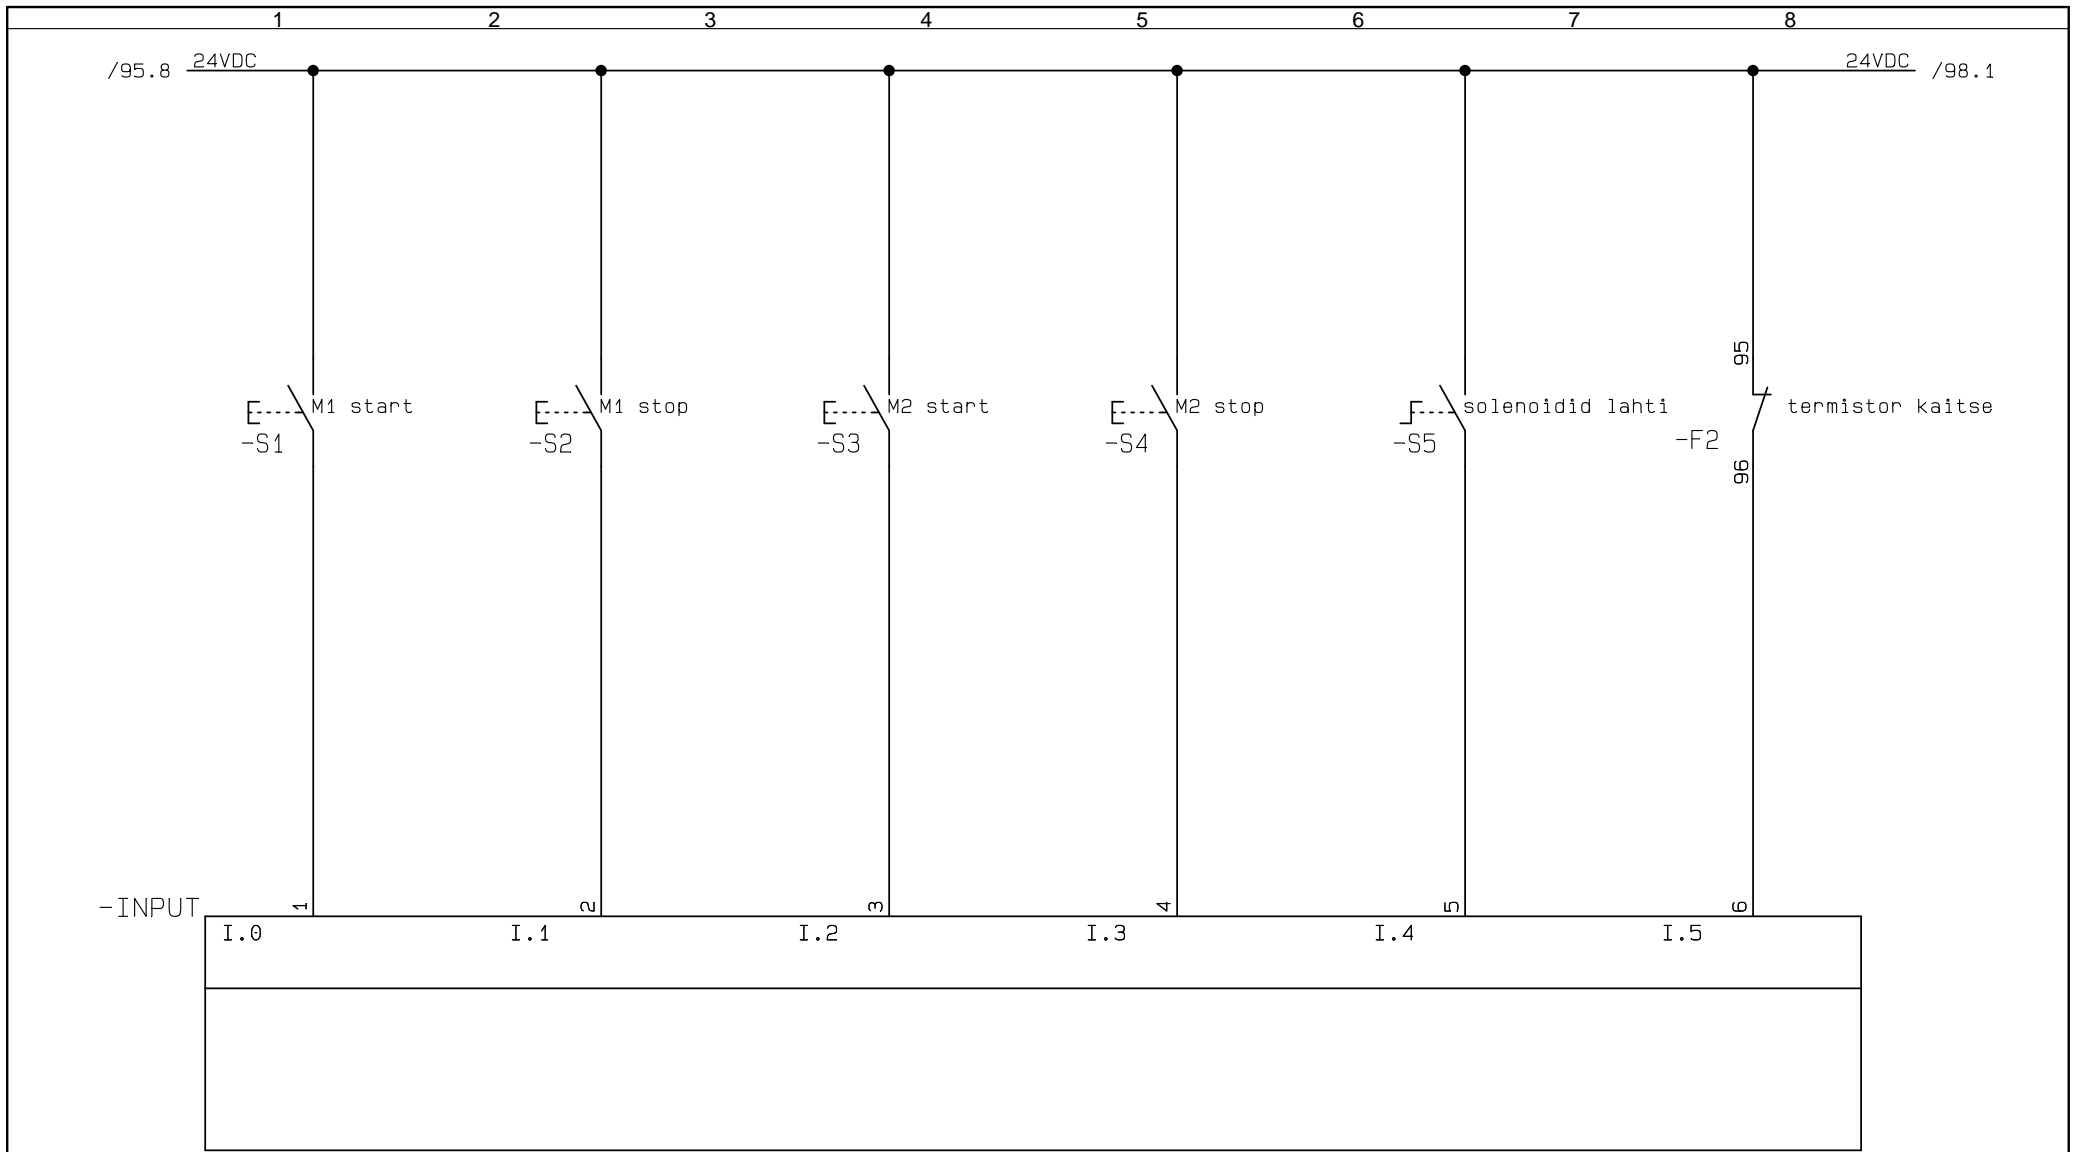 1 2 3 4 5 6 7 8
/95.8 24VDC 24VDC /98.1
95
M1 start M1 stop M2 start M2 stop solenoidid lahti termistor kaitse
-S1 -S2 -S3 -S4 -S5 -F2
96
-INPUT 1 2 3 4 5 6
I.0 I.1 I.2 I.3 I.4 I.5